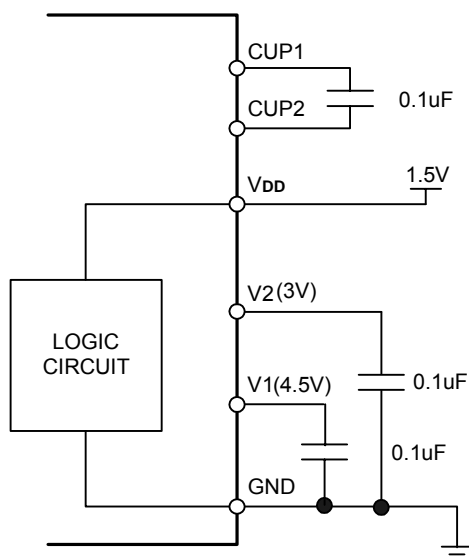 CUP1
0.1uF
CUP2
VDD
1.5V
V2(3V)
LOGIC
CIRCUIT
V1(4.5V)
0.1uF
0.1uF
GND